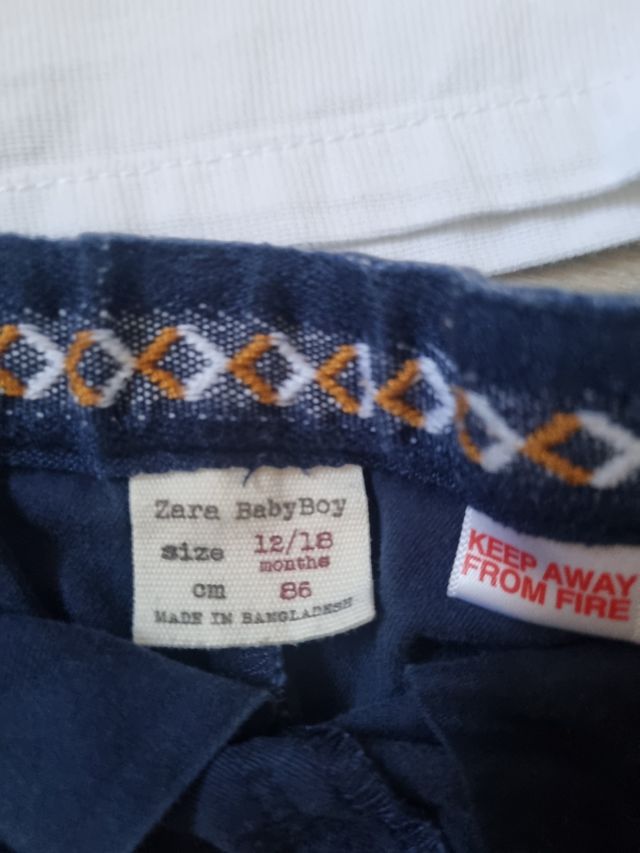 Zara BabyBoy
size 12/18
months
cm 86
MADE IN BANGLADESH
KEEP AWAY
FROM FIRE